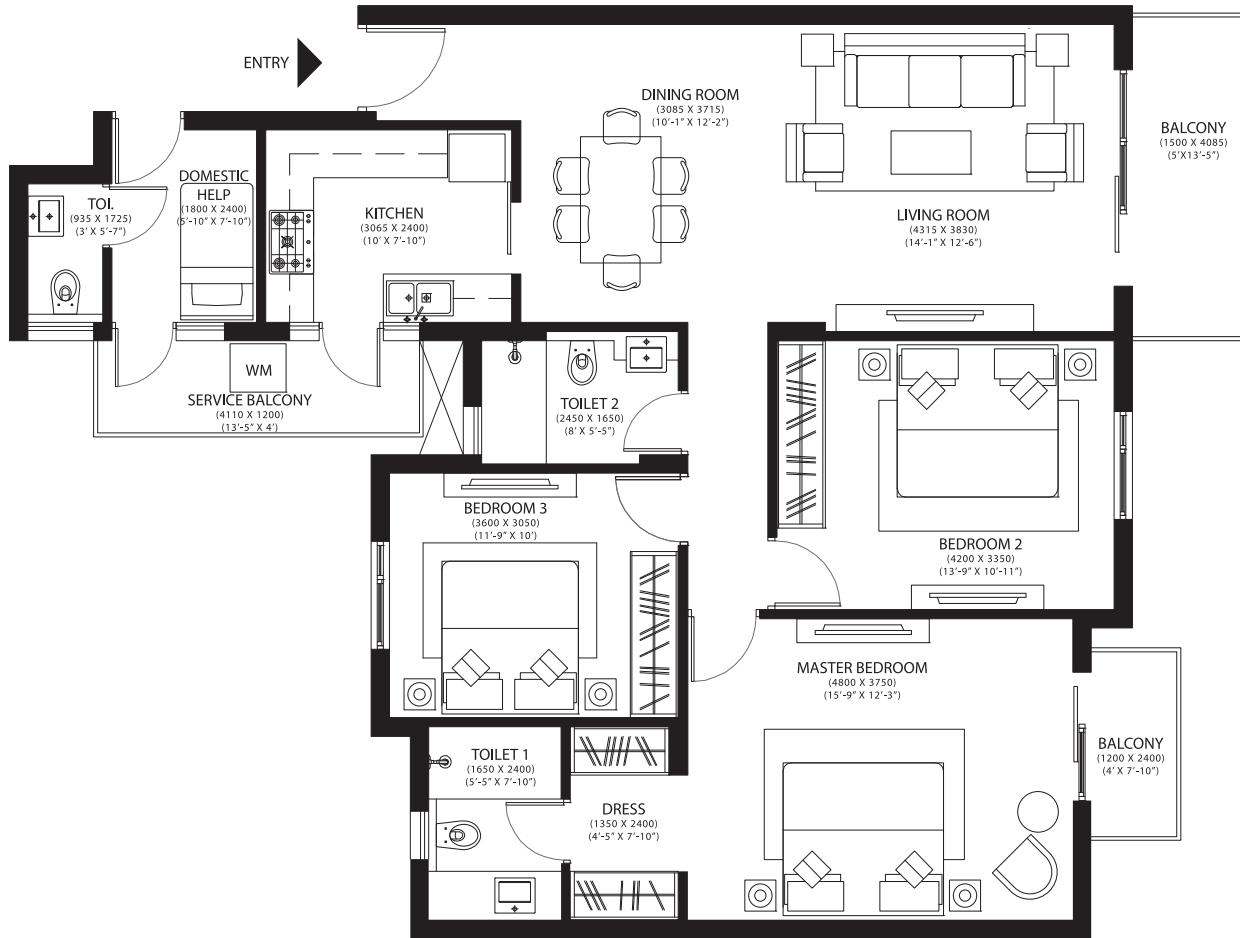 ENTRY
DINING ROOM
(3085 X 3715)
(10'-1" X 12'-2")
BALCONY
(1500 X 4085)
(5'X13'-5")
LIVING ROOM
(4315 X 3830)
(14'-1" X 12'-6")
DOMESTIC
HELP
(1800 X 2400)
(5'-10" X 7'-10")
TOI.
(935 X 1725)
(3' X 5'-7")
KITCHEN
(3065 X 2400)
(10' X 7'-10")
WM
SERVICE BALCONY
(4110 X 1200)
(13'-5" X 4')
TOILET 2
(2450 X 1650)
(8' X 5'-5")
BEDROOM 3
(3600 X 3050)
(11'-9" X 10')
BEDROOM 2
(4200 X 3350)
(13'-9" X 10'-11")
MASTER BEDROOM
(4800 X 3750)
(15'-9" X 12'-3")
BALCONY
(1200 X 2400)
(4' X 7'-10")
TOILET 1
(1650 X 2400)
(5'-5" X 7'-10")
DRESS
(1350 X 2400)
(4'-5" X 7'-10")